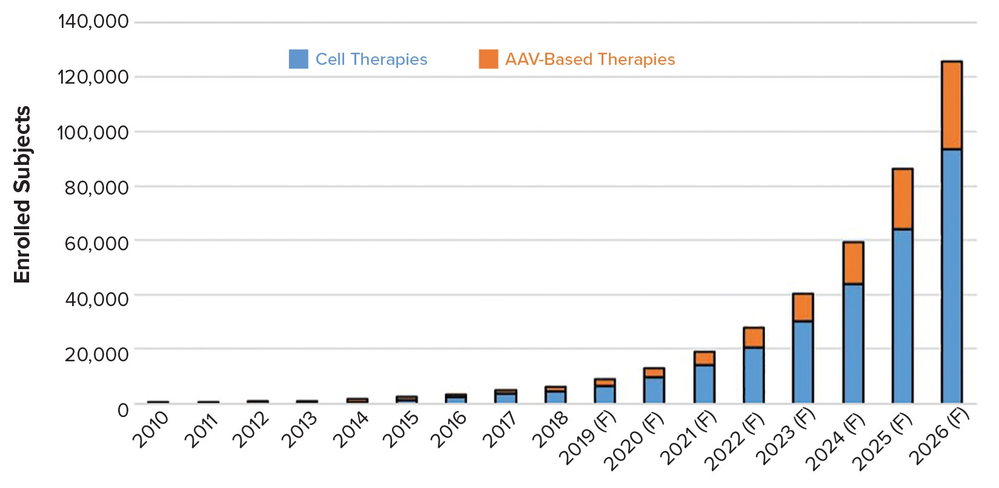 140,000
Cell Therapies
AAV-Based Therapies
120,000
100,000
80,000
60,000
40,000
20,000
0
Enrolled Subjects
2010
2011
2012
2013
2014
2015
2016
2017
2018
2019 (F)
2020 (F)
2021 (F)
2022 (F)
2023 (F)
2024 (F)
2025 (F)
2026 (F)